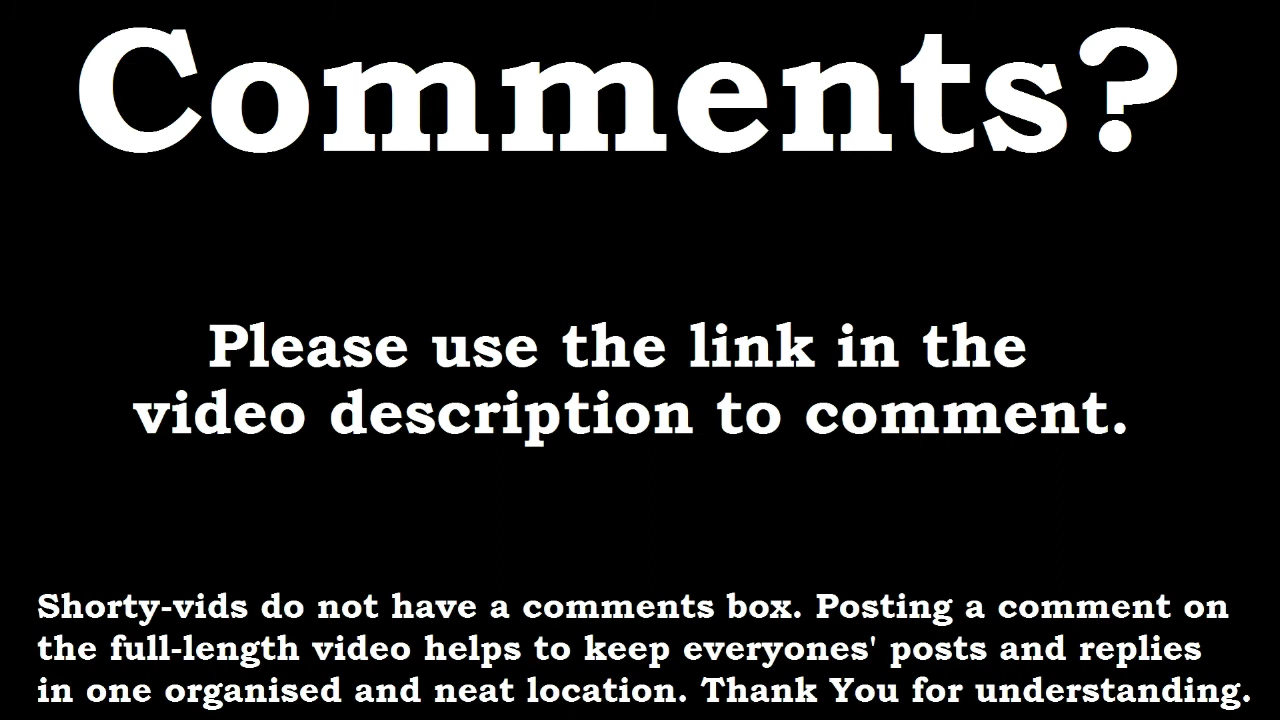 Comments?
Please use the link in the
video description to comment.
Shorty-vids do not have a comments box. Posting a comment on
the full-length video helps to keep everyones' posts and replies
in one organised and neat location. Thank You for understanding.